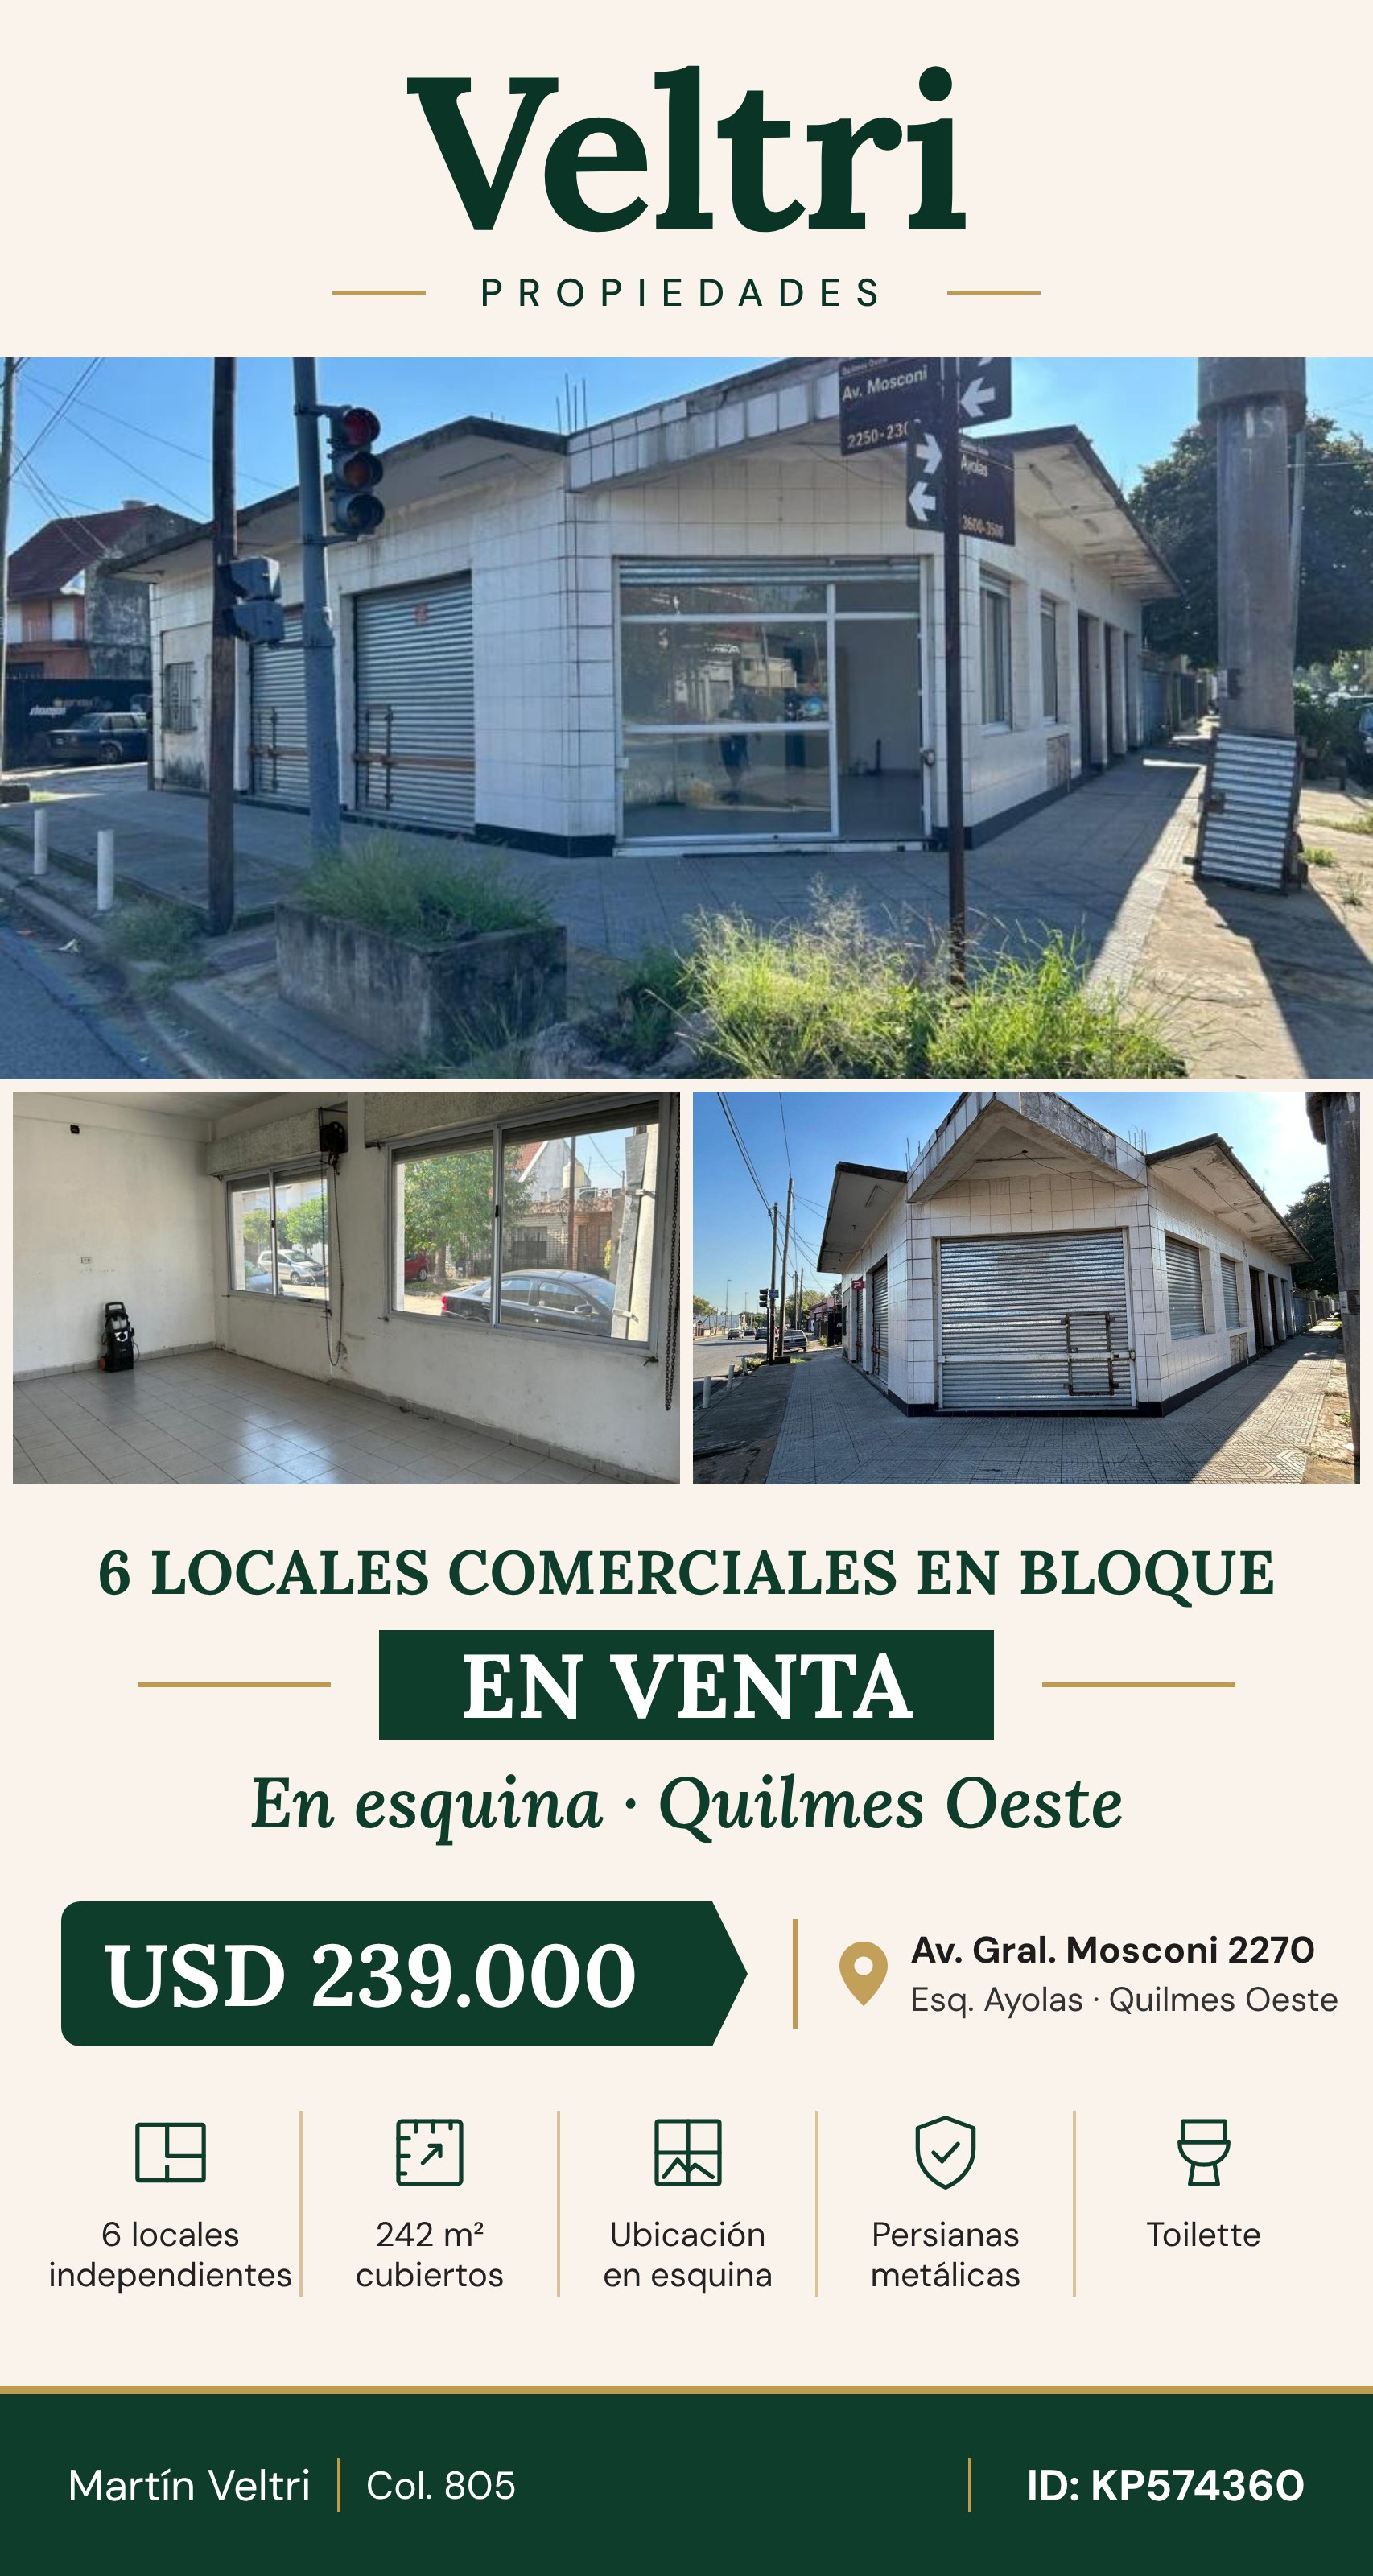 Veltri
PROPIEDADES
Av. Mosconi
2250-230
Ayolas
3600-3500
6 LOCALES COMERCIALES EN BLOQUE
EN VENTA
En esquina · Quilmes Oeste
USD 239.000
Av. Gral. Mosconi 2270
Esq. Ayolas · Quilmes Oeste
6 locales
independientes
242 m²
cubiertos
Ubicación
en esquina
Persianas
metálicas
Toilette
Martín Veltri
Col. 805
ID: KP574360